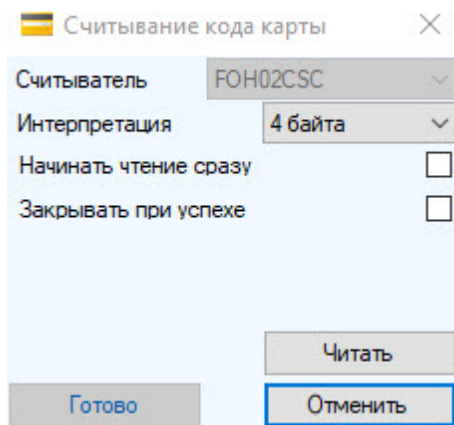 Считывание кода карты
Считыватель FOH02CSC
Интерпретация 4 байта
Начинать чтение сразу
Закрывать при успехе
Читать
Готово Отменить